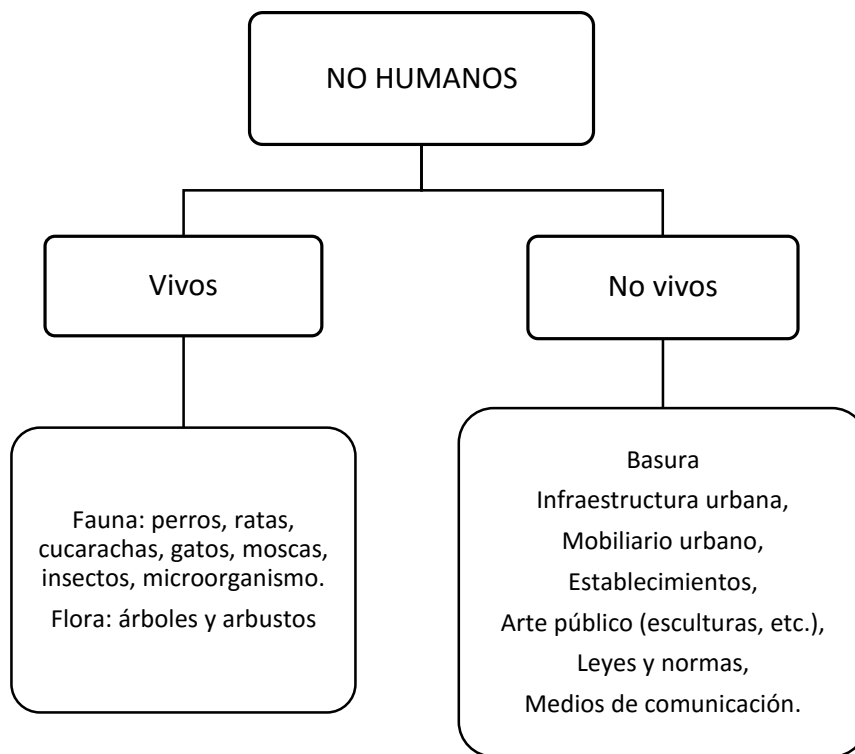 NO HUMANOS
Vivos
No vivos
Fauna: perros, ratas,
cucarachas, gatos, moscas,
insectos, microorganismo.
Flora: árboles y arbustos
Basura
Infraestructura urbana,
Mobiliario urbano,
Establecimientos,
Arte público (esculturas, etc.),
Leyes y normas,
Medios de comunicación.